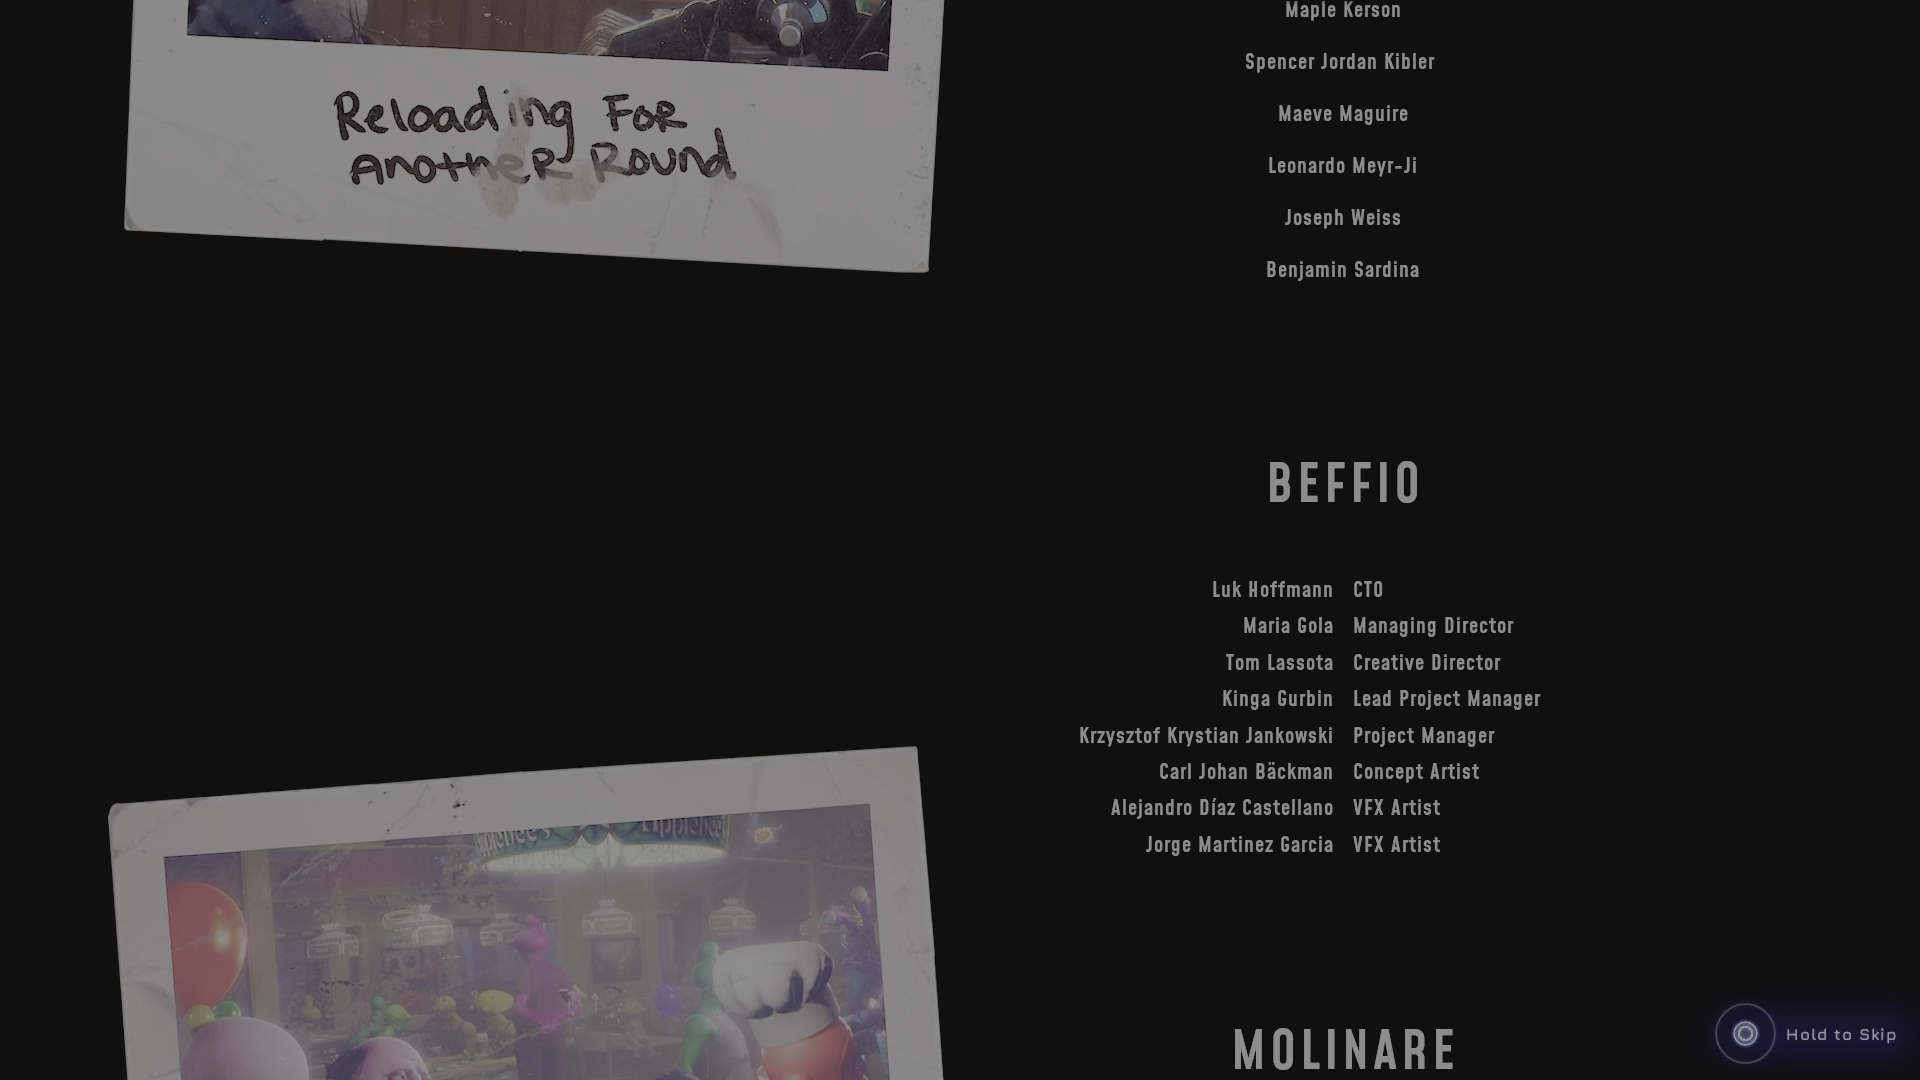 Reloading For
Another Round
Maple Kerson
Spencer Jordan Kibler
Maeve Maguire
Leonardo Meyr-Ji
Joseph Weiss
Benjamin Sardina
BEFFIO
Luk Hoffmann CTO
Maria Gola Managing Director
Tom Lassota Creative Director
Kinga Gurbin Lead Project Manager
Krzysztof Krystian Jankowski Project Manager
Carl Johan Bäckman Concept Artist
Alejandro Díaz Castellano VFX Artist
Jorge Martinez Garcia VFX Artist
MOLINARE
Hold to Skip